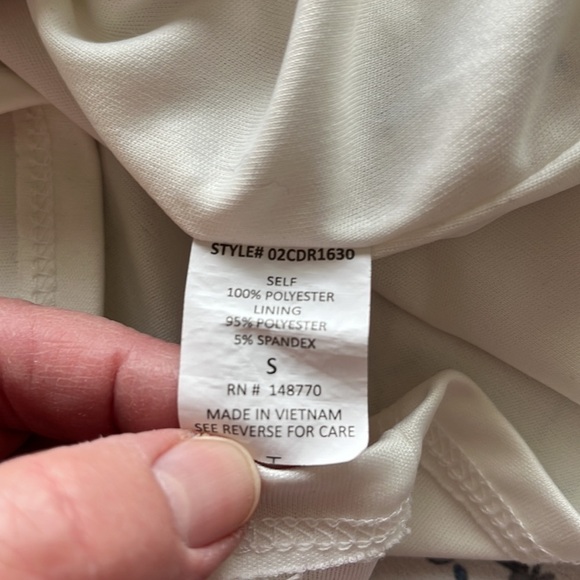 STYLE# 02CDR1630
SELF
100% POLYESTER
LINING
95% POLYESTER
5% SPANDEX
S
RN # 148770
MADE IN VIETNAM
SEE REVERSE FOR CARE